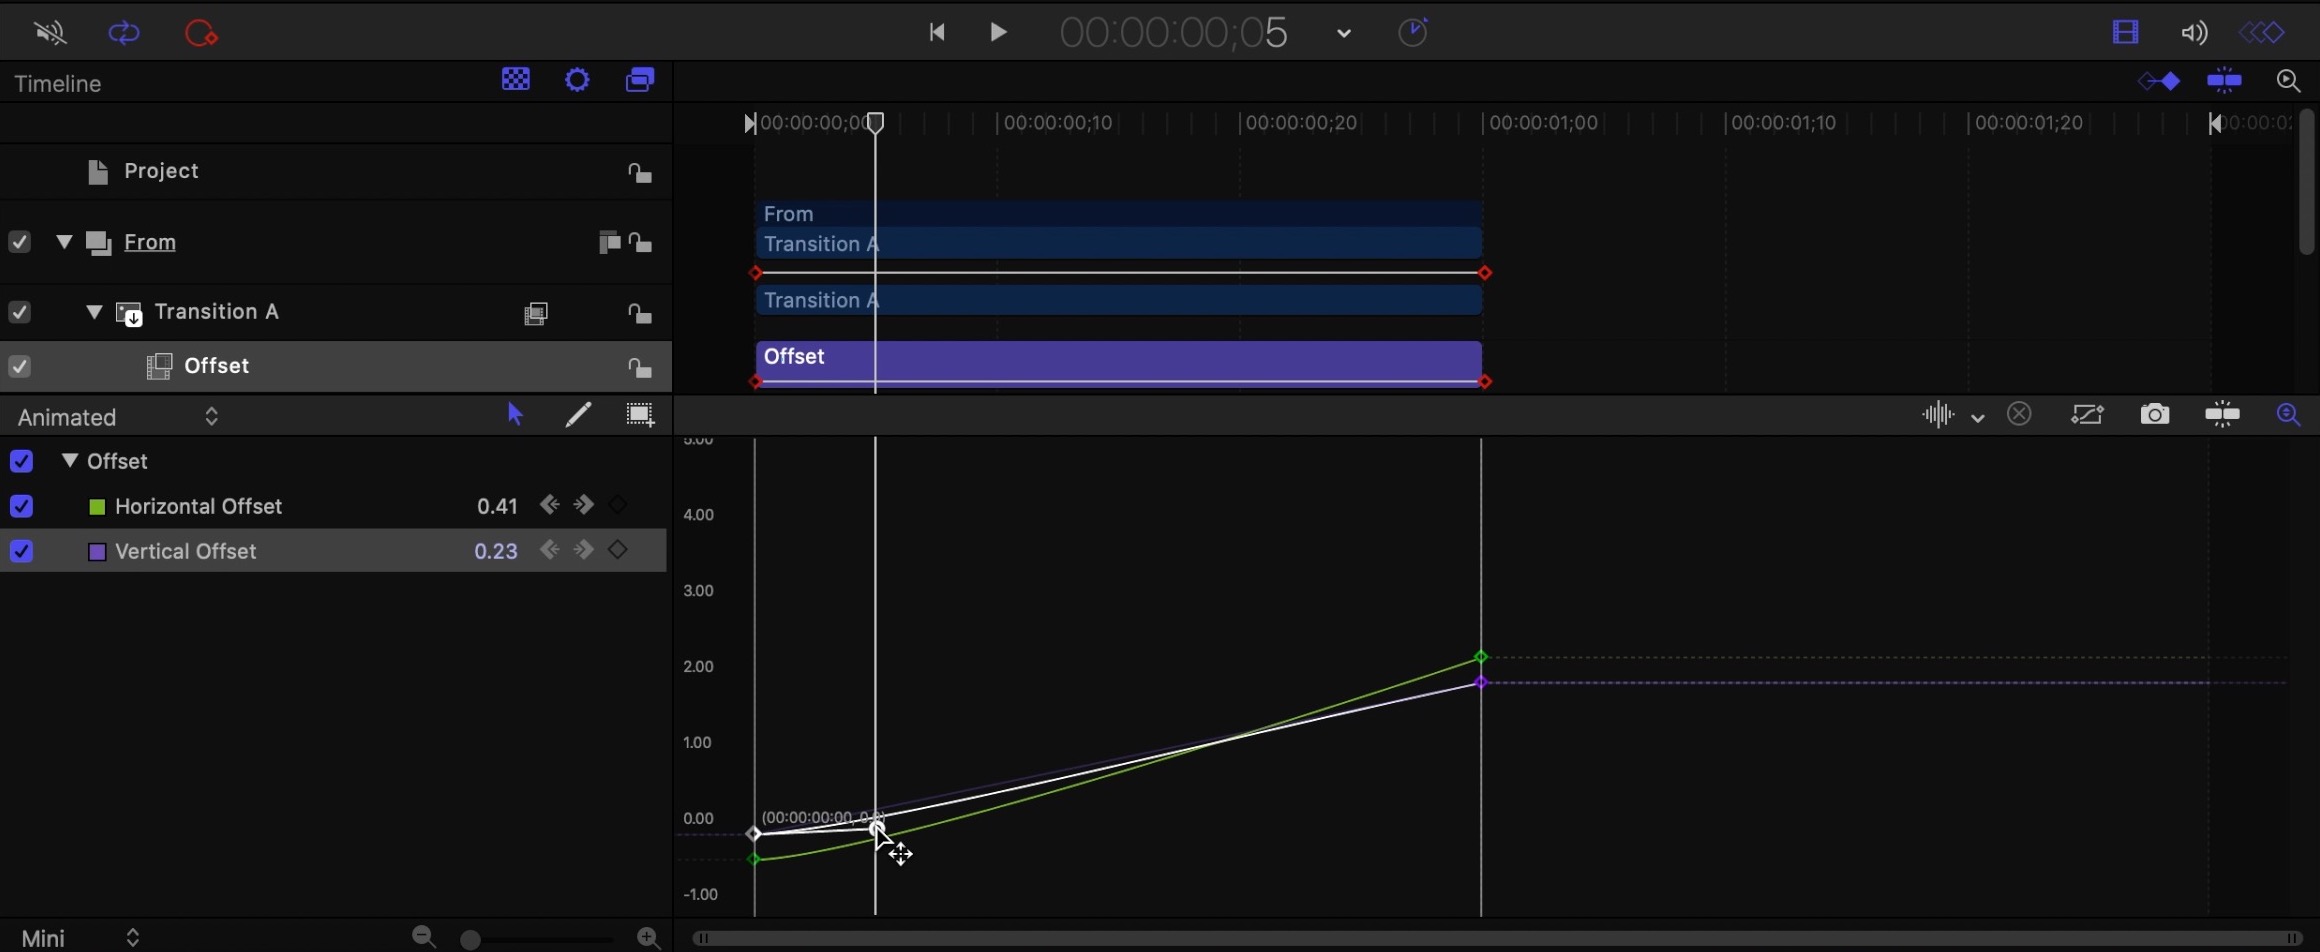 00:00:00;05
Timeline
00:00:00;00
00:00:00;10
00:00:00;20
00:00:01;00
00:00:01;10
00:00:01;20
Project
From
From
Transition A
Transition A
Transition A
Offset
Offset
Animated
5.00
Offset
Horizontal Offset 0.41
4.00
Vertical Offset 0.23
3.00
2.00
1.00
0.00
(00:00:00:00, 0.0)
-1.00
Mini